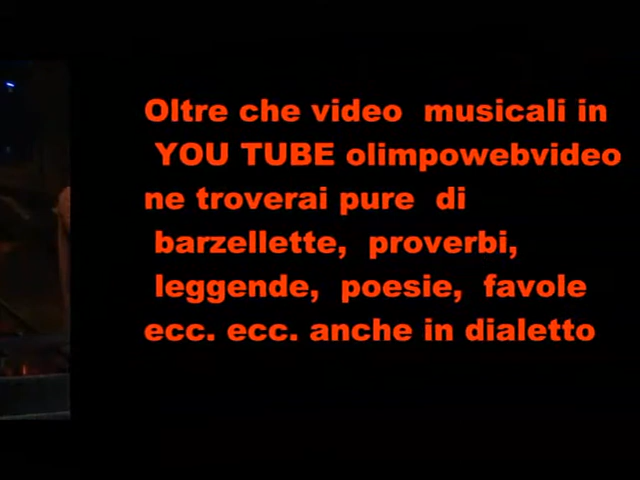 Oltre che video musicali in
YOU TUBE olimpowebvideo
ne troverai pure di
barzellette, proverbi,
leggende, poesie, favole
ecc. ecc. anche in dialetto